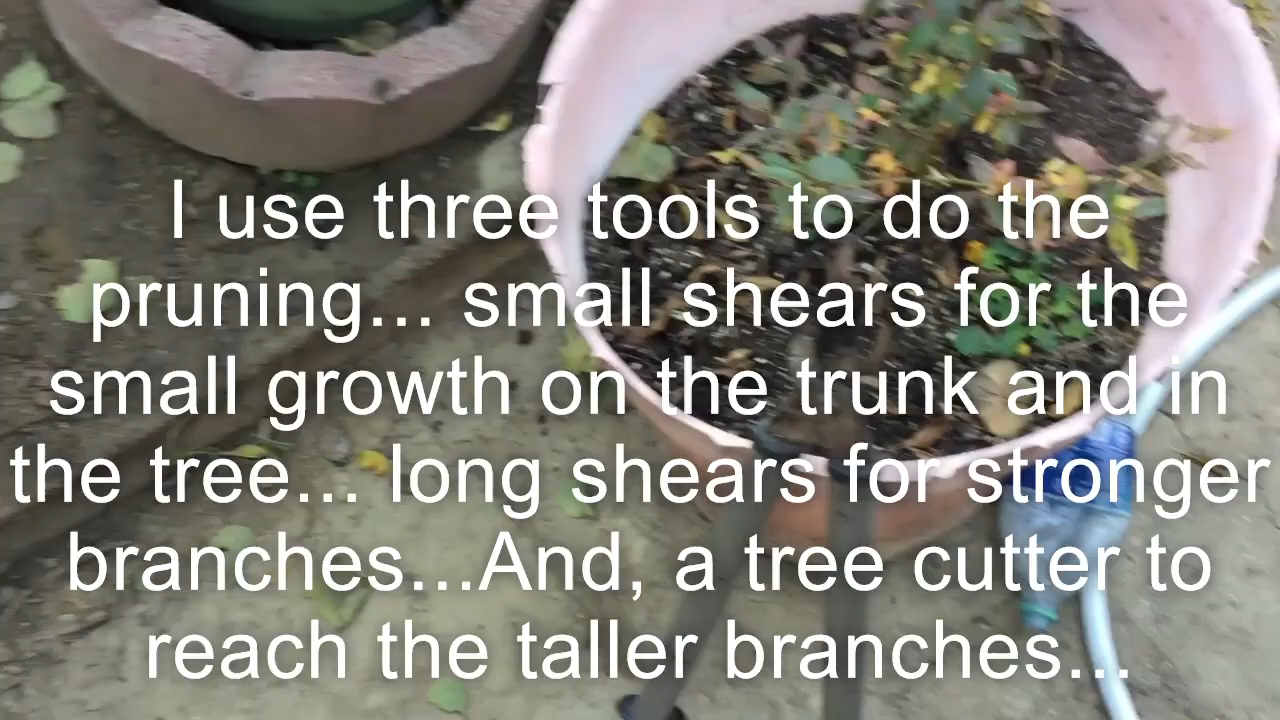 I use three tools to do the
pruning... small shears for the
small growth on the trunk and in
the tree... long shears for stronger
branches...And, a tree cutter to
reach the taller branches...